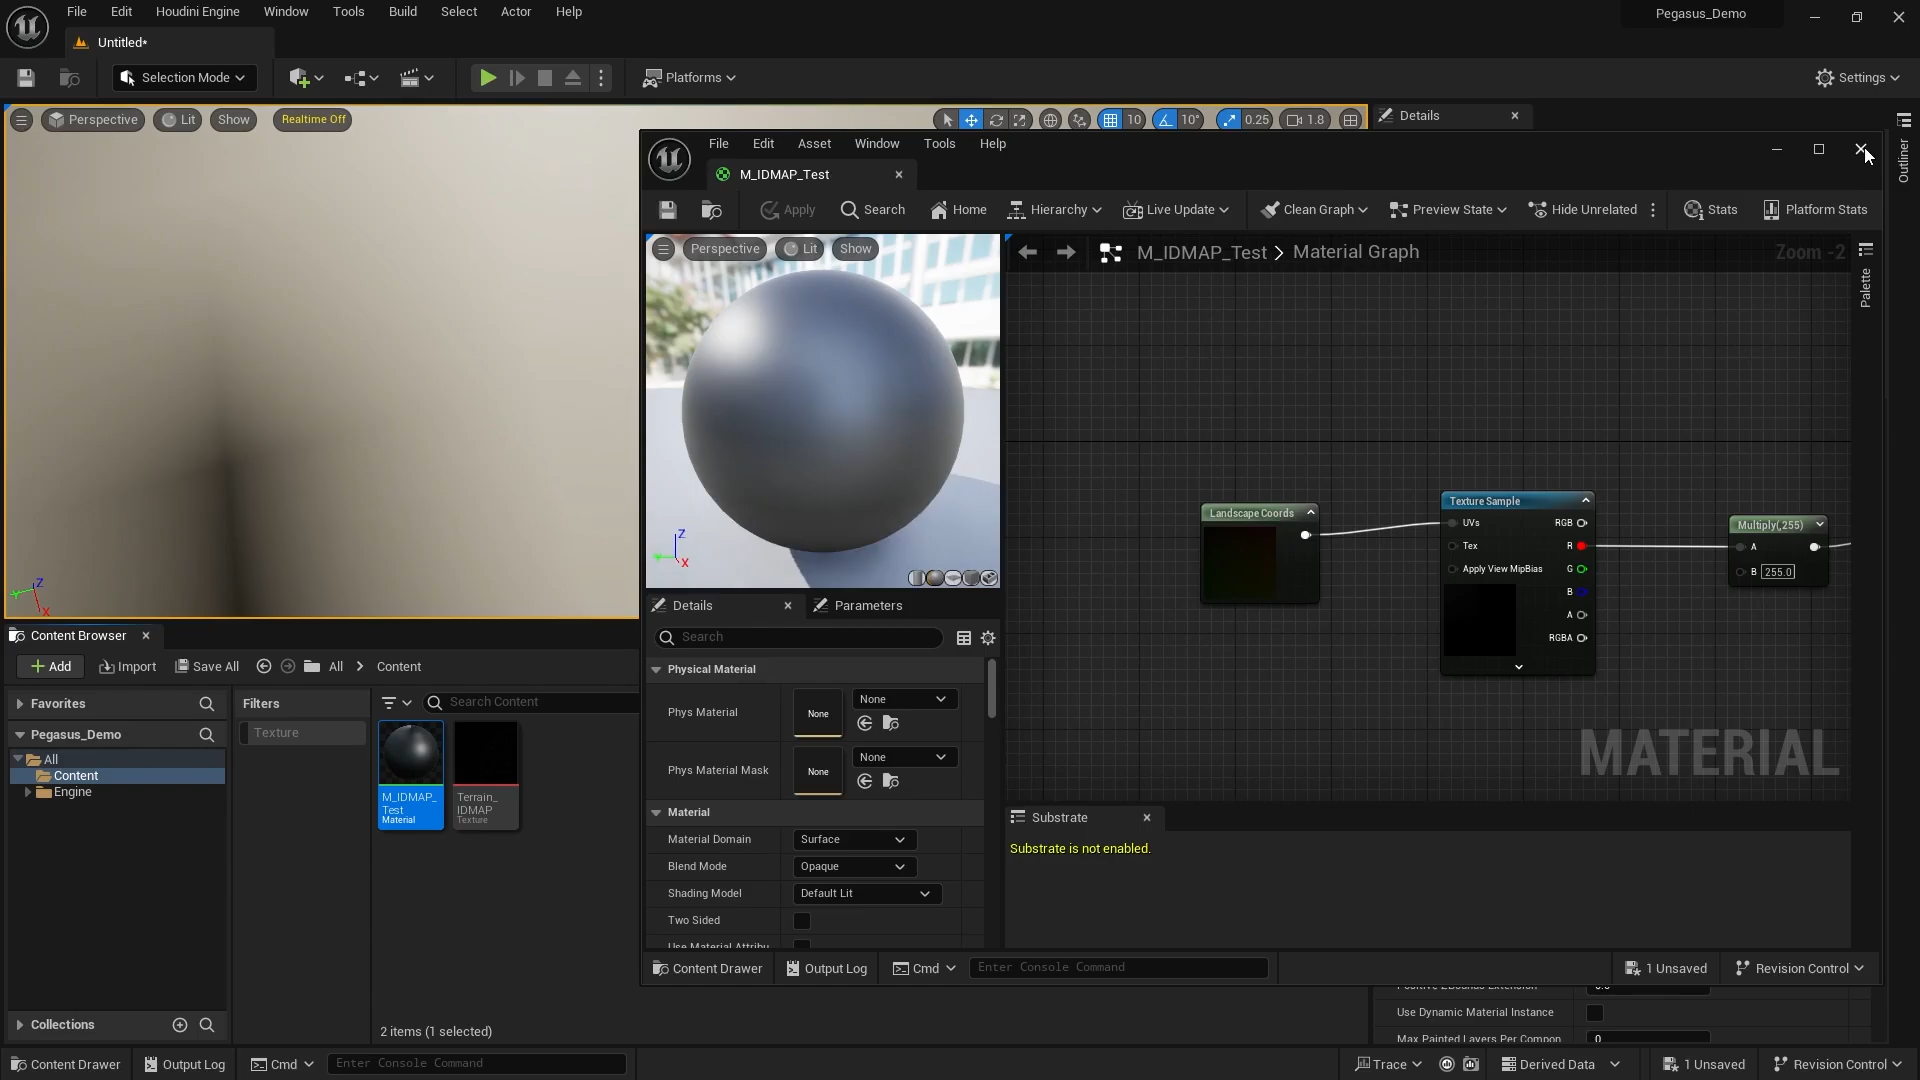 File Edit Houdini Engine Window Tools Build Select Actor Help
Pegasus_Demo
Untitled*
Selection Mode
Platforms
Settings
Perspective Lit Show Realtime Off
10 10° 0.25 1.8
Details
Outliner
File Edit Asset Window Tools Help
M_IDMAP_Test
Apply Search Home Hierarchy Live Update Clean Graph Preview State Hide Unrelated Stats Platform Stats
Perspective Lit Show
M_IDMAP_Test > Material Graph
Zoom -2
Palette
Landscape Coords
Texture Sample
UVs RGB
Tex R
Apply View MipBias G
B
A
RGBA
Multiply(,255)
A
B 255.0
MATERIAL
Z
X
Z
X
Details Parameters
Search
Physical Material
Phys Material None None
Phys Material Mask None None
Material
Material Domain Surface
Blend Mode Opaque
Shading Model Default Lit
Two Sided
Use Material Attribu
Substrate
Substrate is not enabled.
Content Drawer Output Log Cmd Enter Console Command 1 Unsaved Revision Control
Content Browser
Add Import Save All All > Content
Favorites
Pegasus_Demo
All
Content
Engine
Collections
Filters
Texture
Search Content
M_IDMAP_
Test
Material
Terrain_
IDMAP
Texture
2 items (1 selected)
Use Dynamic Material Instance
Max Painted Layers Per Compon 0
Content Drawer Output Log Cmd Enter Console Command Trace Derived Data 1 Unsaved Revision Control